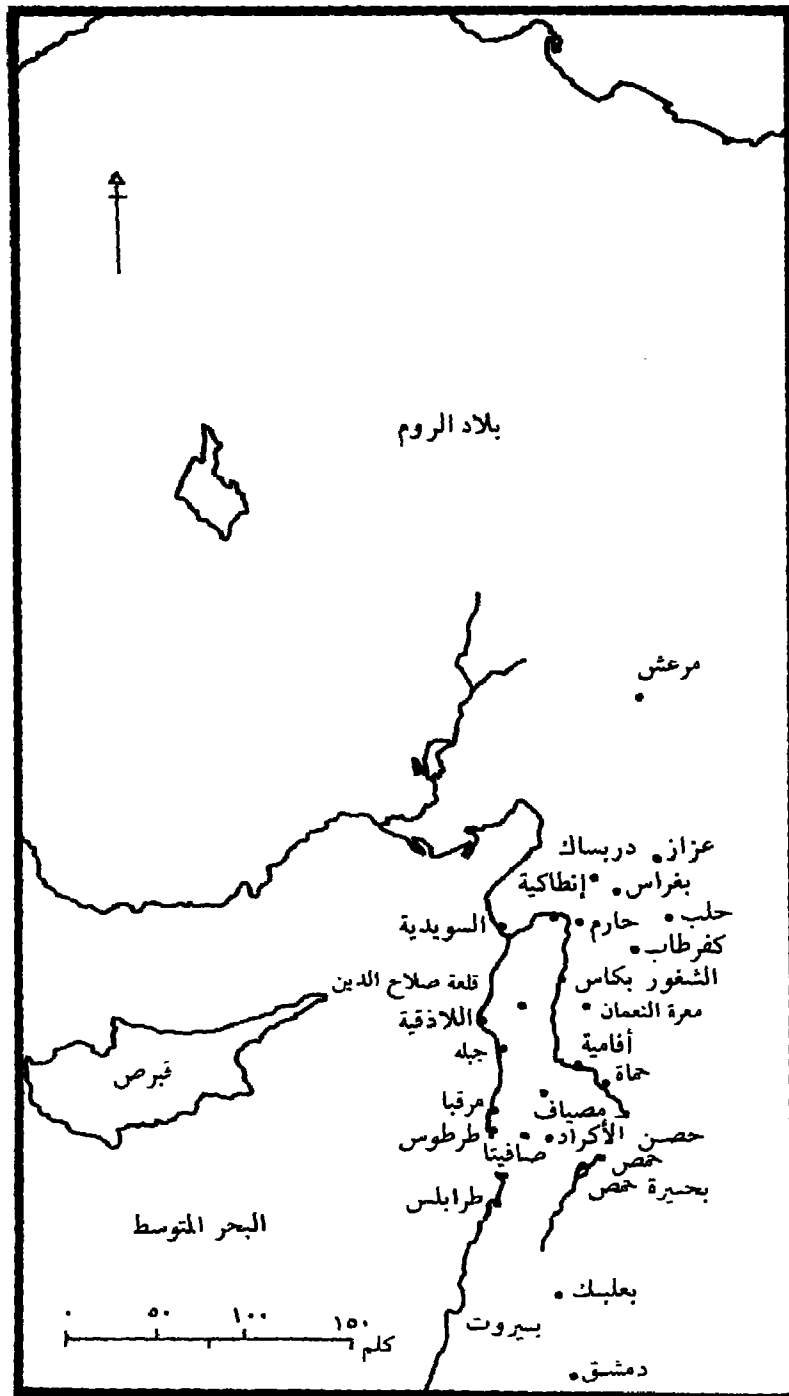 بلاد الروم
مرعش
عزاز
دربساك
بغراس
إنطاكية
حلب
حارم
السويدية
كفرطاب
الشغور بكاس
قلعة صلاح الدين
معرة النعمان
اللاذقية
أفامية
جبله
حماة
قبرص
مرقبا
مصياف
حصن الأكراد
طرطوس
صافيتا
حمص
بحيرة حمص
طرابلس
البحر المتوسط
بعلبك
٠ ٥٠ ١٠٠ ١٥٠
كلم
بيروت
دمشق